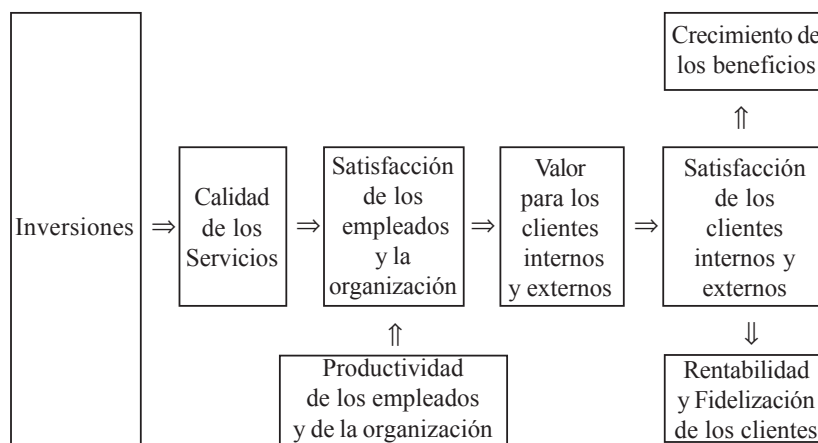 Crecimiento de
los beneficios
⇑
Inversiones
⇒
Calidad
de los
Servicios
⇒
Satisfacción
de los
empleados
y la
organización
⇒
Valor
para los
clientes
internos
y externos
⇒
Satisfacción
de los
clientes
internos y
externos
⇑
Productividad
de los empleados
y de la organización
⇓
Rentabilidad
y Fidelización
de los clientes